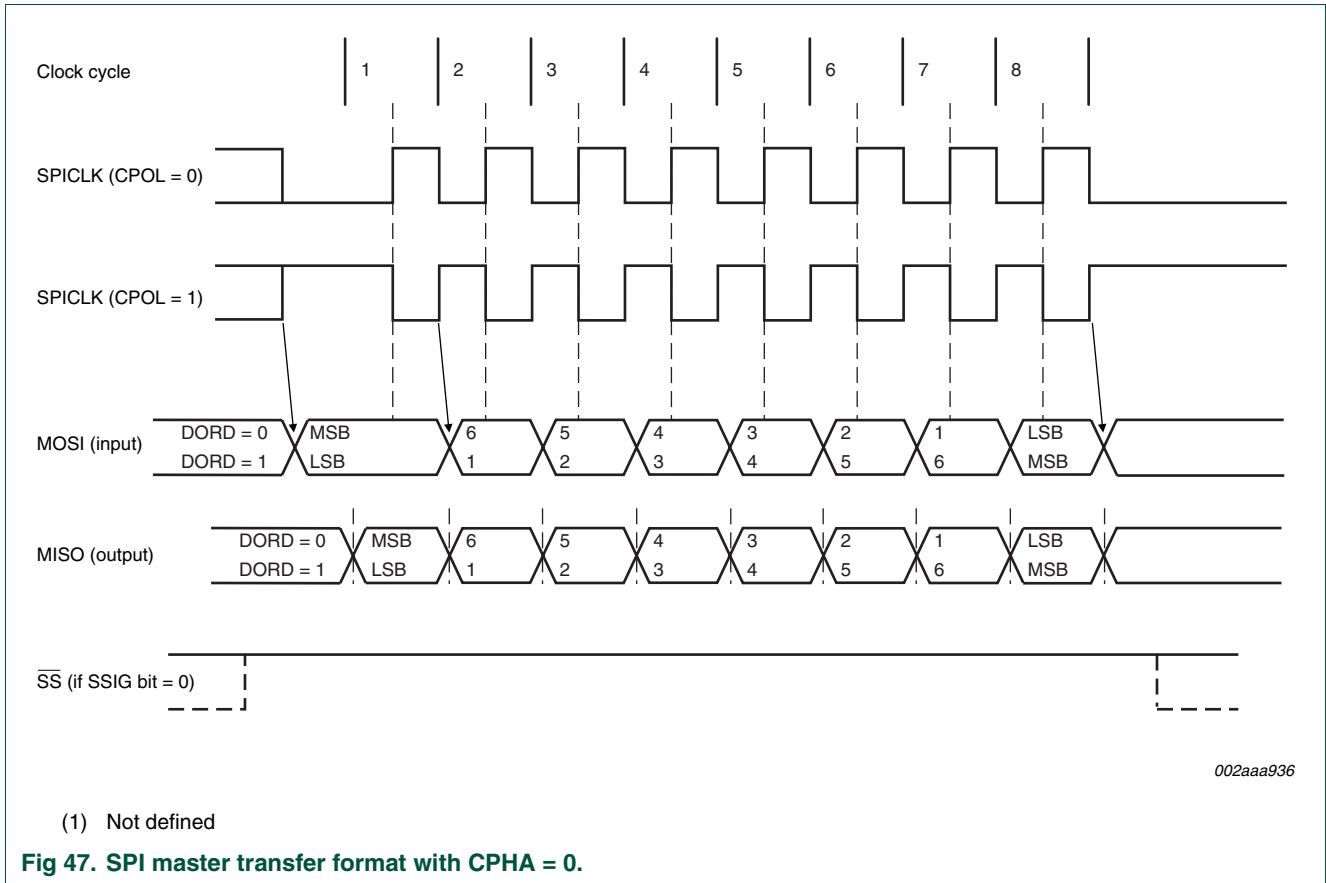 Clock cycle 1 2 3 4 5 6 7 8
SPICLK (CPOL = 0)
SPICLK (CPOL = 1)
MOSI (input) DORD = 0 MSB 6 5 4 3 2 1 LSB
DORD = 1 LSB 1 2 3 4 5 6 MSB
MISO (output) DORD = 0 MSB 6 5 4 3 2 1 LSB
DORD = 1 LSB 1 2 3 4 5 6 MSB
S̅S̅ (if SSIG bit = 0)
002aaa936
(1) Not defined
Fig 47. SPI master transfer format with CPHA = 0.